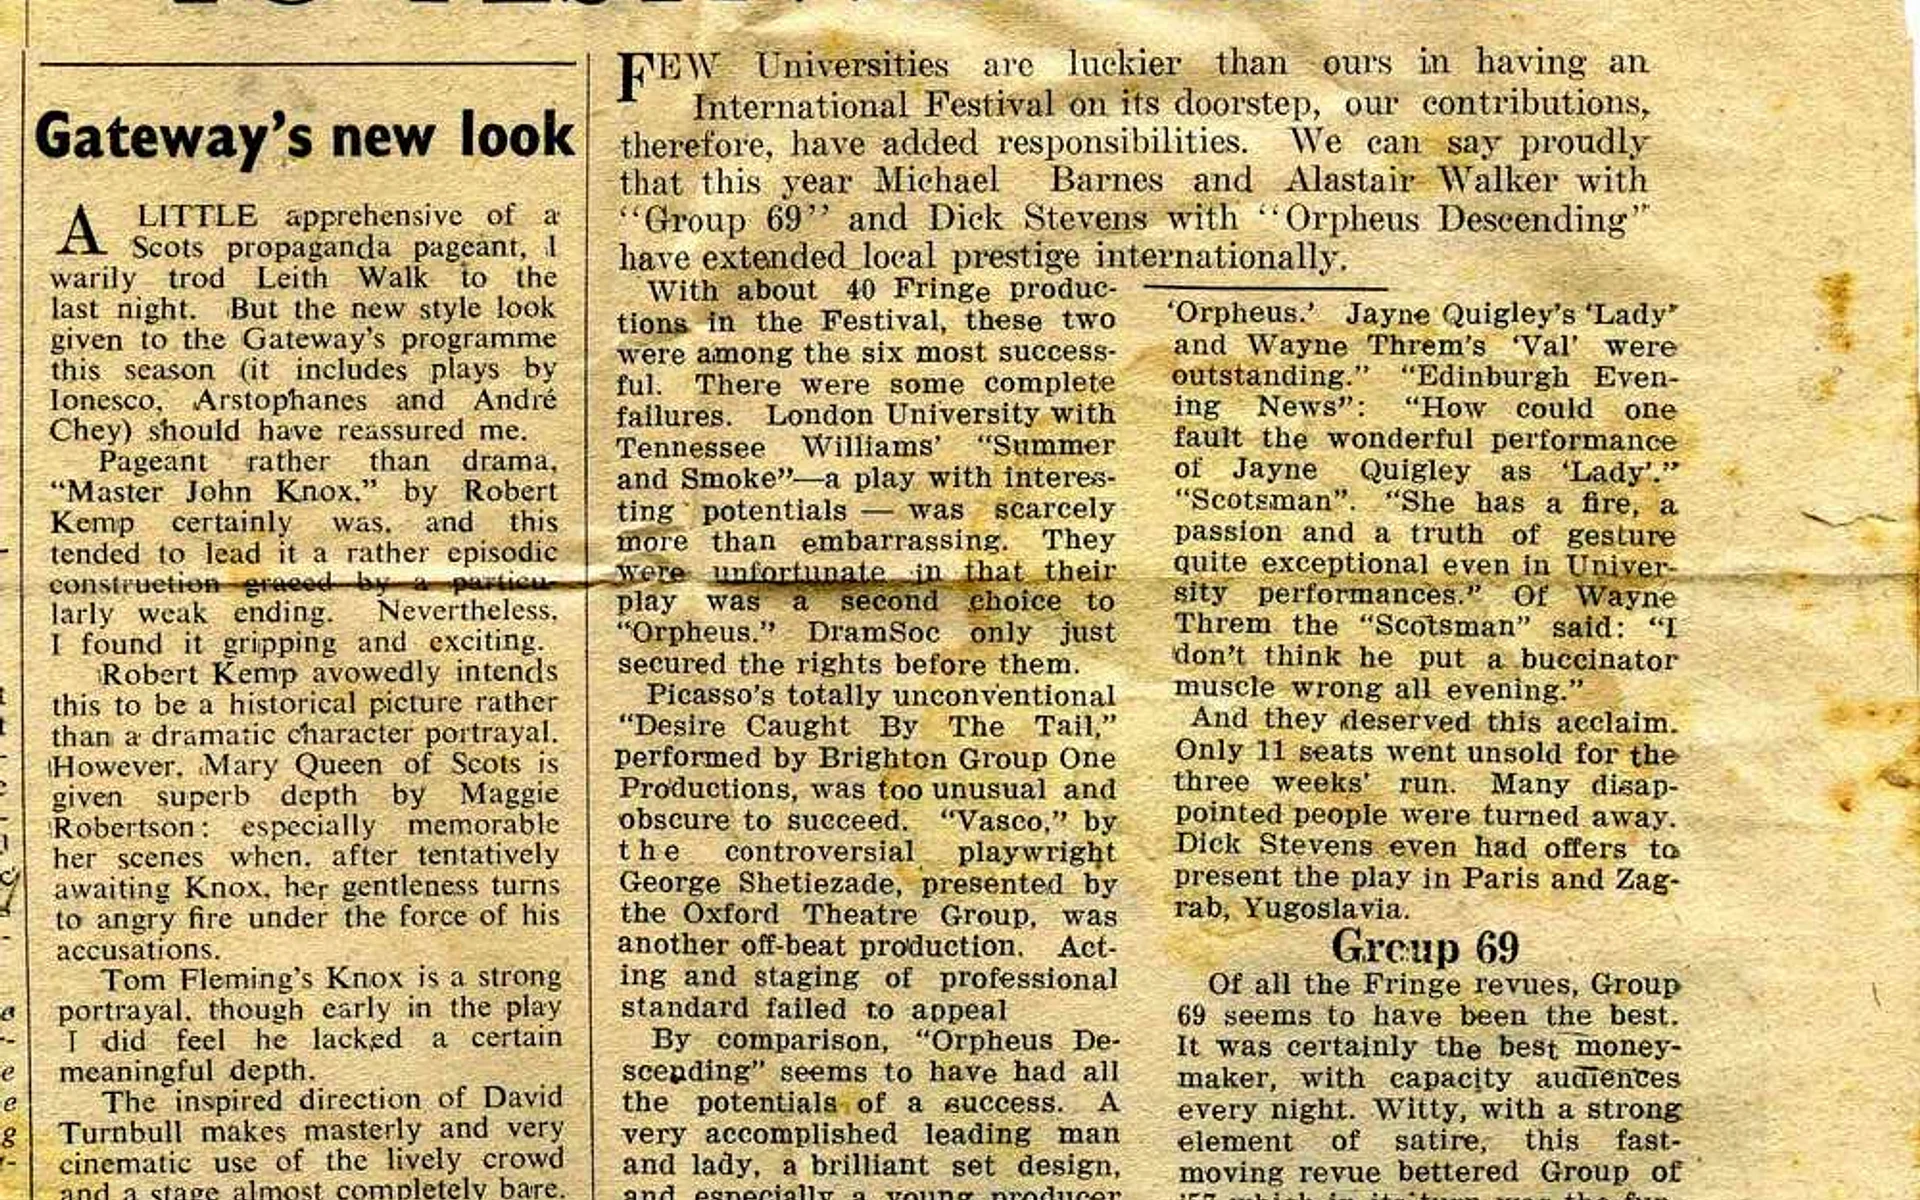 Gateway's new look
A LITTLE apprehensive of a
Scots propaganda pageant, I
warily trod Leith Walk to the
last night. But the new style look
given to the Gateway's programme
this season (it includes plays by
Ionesco, Arstophanes and André
Chey) should have reassured me.
Pageant rather than drama,
"Master John Knox," by Robert
Kemp certainly was, and this
tended to lead it a rather episodic
construction graced by a particu-
larly weak ending. Nevertheless,
I found it gripping and exciting.
Robert Kemp avowedly intends
this to be a historical picture rather
than a dramatic character portrayal.
However, Mary Queen of Scots is
given superb depth by Maggie
Robertson: especially memorable
her scenes when, after tentatively
awaiting Knox, her gentleness turns
to angry fire under the force of his
accusations.
Tom Fleming's Knox is a strong
portrayal, though early in the play
I did feel he lacked a certain
meaningful depth.
The inspired direction of David
Turnbull makes masterly and very
cinematic use of the lively crowd
and a stage almost completely bare.
FEW Universities are luckier than ours in having an
International Festival on its doorstep, our contributions,
therefore, have added responsibilities. We can say proudly
that this year Michael Barnes and Alastair Walker with
"Group 69" and Dick Stevens with "Orpheus Descending"
have extended local prestige internationally.
With about 40 Fringe produc-
tions in the Festival, these two
were among the six most success-
ful. There were some complete
failures. London University with
Tennessee Williams' "Summer
and Smoke"—a play with interes-
ting potentials — was scarcely
more than embarrassing. They
were unfortunate in that their
play was a second choice to
"Orpheus." DramSoc only just
secured the rights before them.
Picasso's totally unconventional
"Desire Caught By The Tail,"
performed by Brighton Group One
Productions, was too unusual and
obscure to succeed. "Vasco," by
the controversial playwright
George Shetiezade, presented by
the Oxford Theatre Group, was
another off-beat production. Act-
ing and staging of professional
standard failed to appeal
By comparison, "Orpheus De-
scending" seems to have had all
the potentials of a success. A
very accomplished leading man
and lady, a brilliant set design,
and especially a young producer
'Orpheus.' Jayne Quigley's 'Lady'
and Wayne Threm's 'Val' were
outstanding." "Edinburgh Even-
ing News": "How could one
fault the wonderful performance
of Jayne Quigley as 'Lady'."
"Scotsman". "She has a fire, a
passion and a truth of gesture
quite exceptional even in Univer-
sity performances." Of Wayne
Threm the "Scotsman" said: "I
don't think he put a buccinator
muscle wrong all evening."
And they deserved this acclaim.
Only 11 seats went unsold for the
three weeks' run. Many disap-
pointed people were turned away.
Dick Stevens even had offers to
present the play in Paris and Zag-
rab, Yugoslavia.
Group 69
Of all the Fringe revues, Group
69 seems to have been the best.
It was certainly the best money-
maker, with capacity audiences
every night. Witty, with a strong
element of satire, this fast-
moving revue bettered Group of